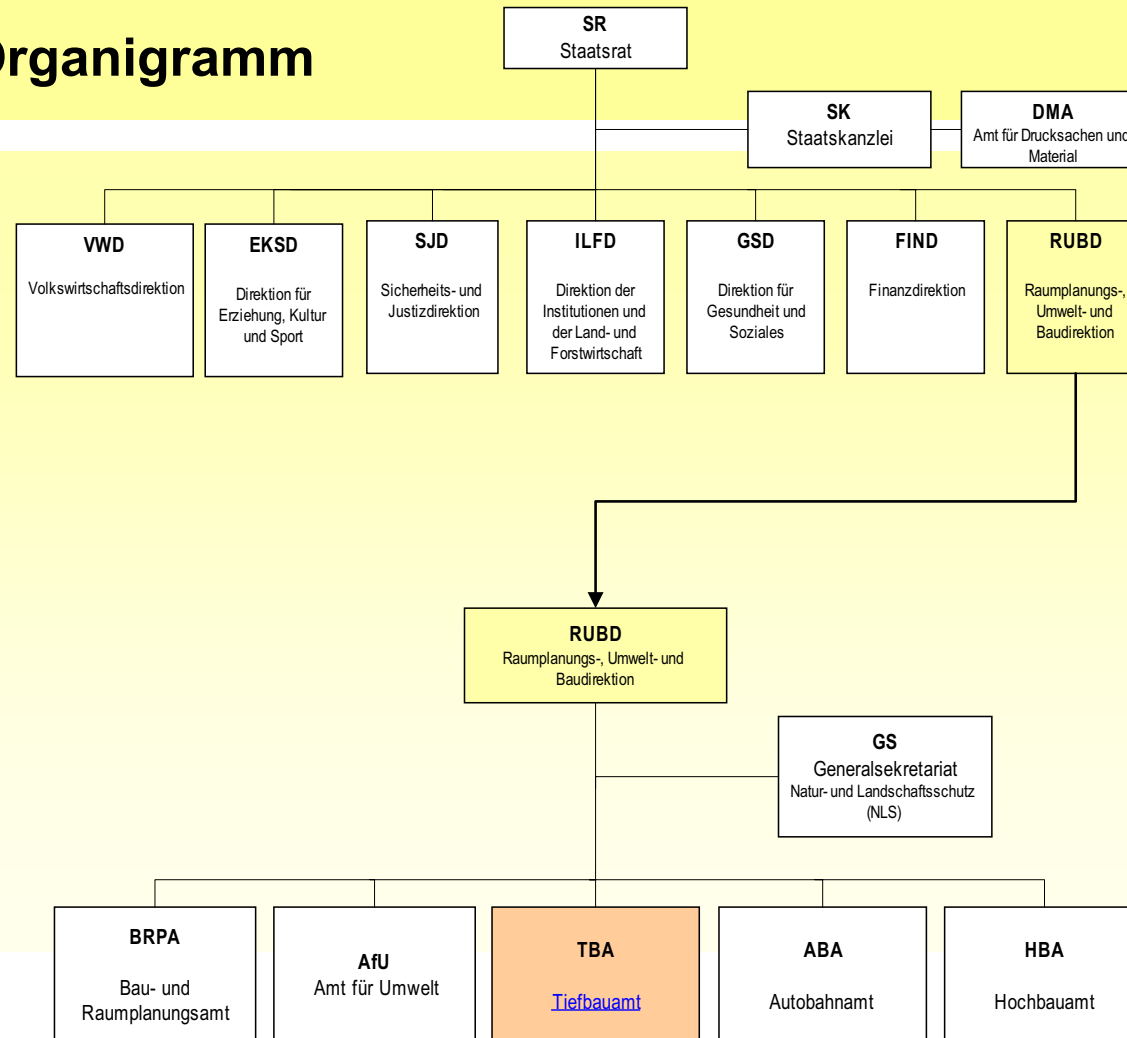 rganigramm
SR
Staatsrat
SK
Staatskanzlei
DMA
Amt für Drucksachen und
Material
VWD
Volkswirtschaftsdirektion
EKSD
Direktion für
Erziehung, Kultur
und Sport
SJD
Sicherheits- und
Justizdirektion
ILFD
Direktion der
Institutionen und
der Land- und
Forstwirtschaft
GSD
Direktion für
Gesundheit und
Soziales
FIND
Finanzdirektion
RUBD
Raumplanungs-,
Umwelt- und
Baudirektion
RUBD
Raumplanungs-, Umwelt- und
Baudirektion
GS
Generalsekretariat
Natur- und Landschaftsschutz
(NLS)
BRPA
Bau- und
Raumplanungsamt
AfU
Amt für Umwelt
TBA
Tiefbauamt
ABA
Autobahnamt
HBA
Hochbauamt